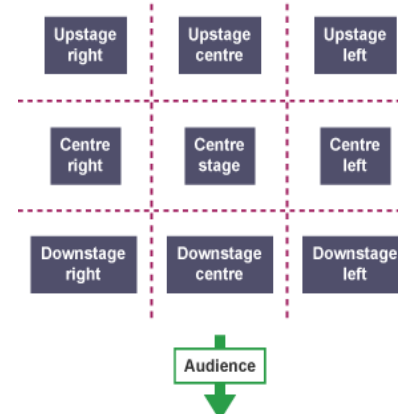 Upstage
right
Upstage
centre
Upstage
left
Centre
right
Centre
stage
Centre
left
Downstage
right
Downstage
centre
Downstage
left
Audience